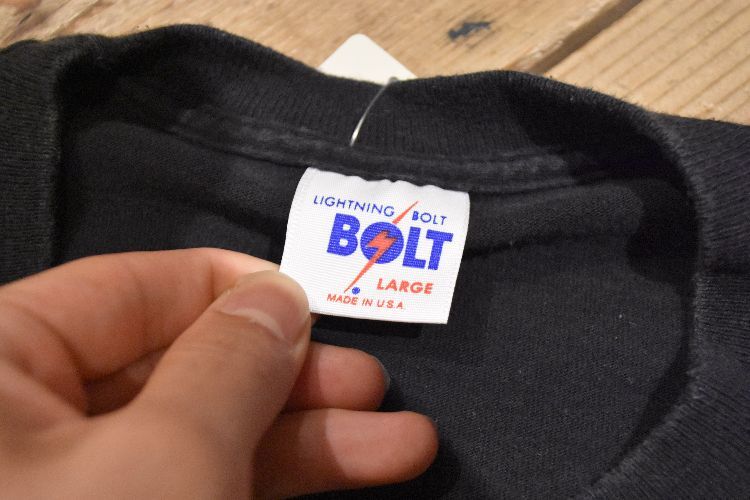 LIGHTNING BOLT
BOLT
LARGE
MADE IN U.S.A.